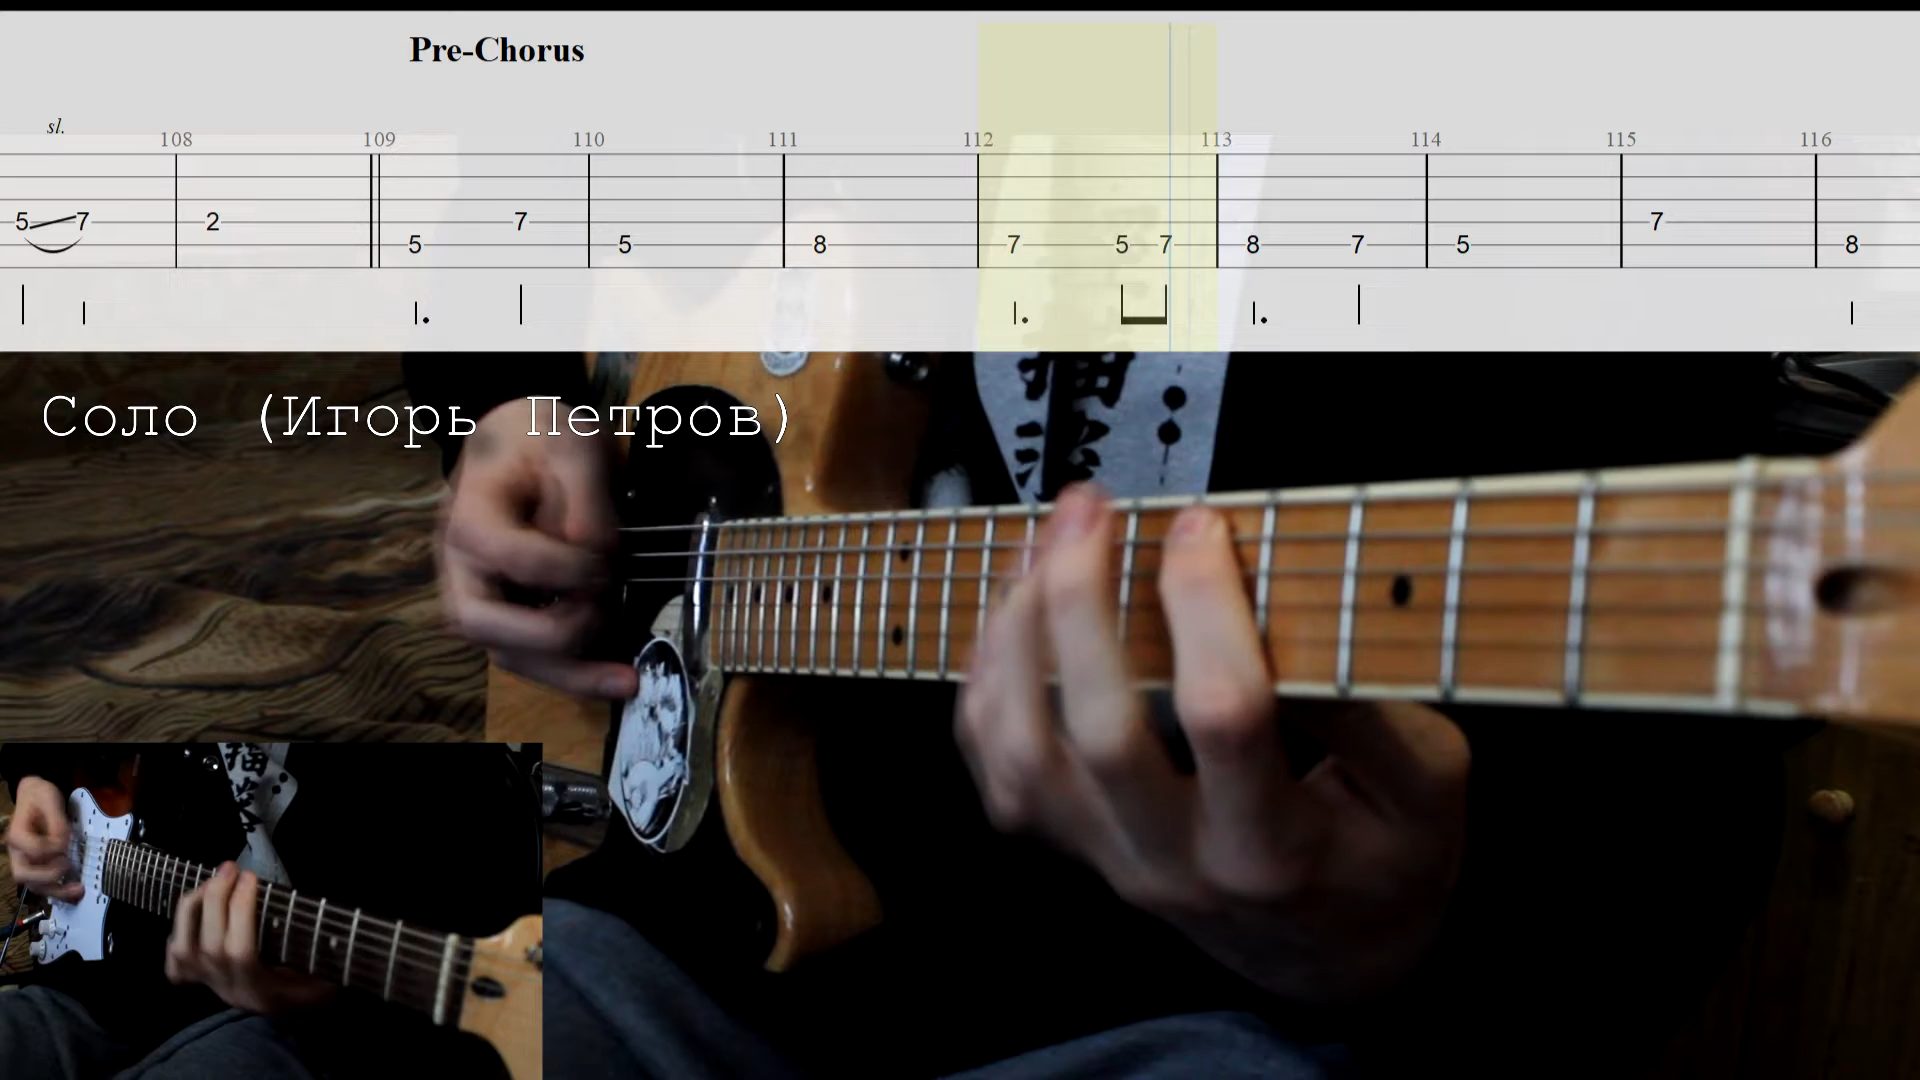 Pre-Chorus
sl.
108 109 110 111 112 113 114 115 116
5 7 2 7 7
5 5 8 7 5 7 8 7 5 8
Соло (Игорь Петров)